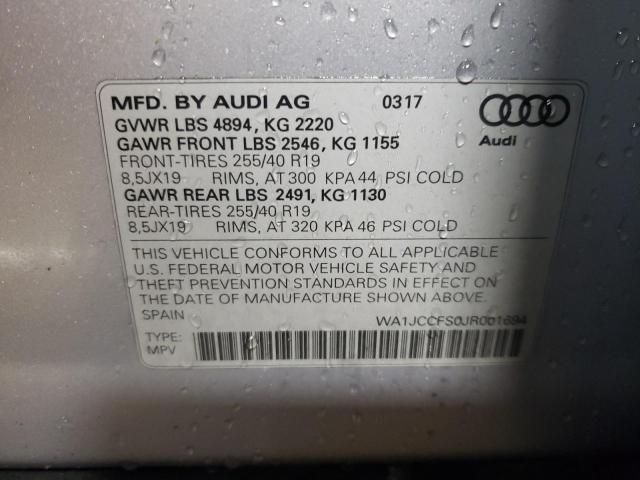 MFD. BY AUDI AG 0317
GVWR LBS 4894, KG 2220
GAWR FRONT LBS 2546, KG 1155
FRONT-TIRES 255/40 R19
8,5JX19 RIMS, AT 300 KPA 44 PSI COLD
GAWR REAR LBS 2491, KG 1130
REAR-TIRES 255/40 R19
8,5JX19 RIMS, AT 320 KPA 46 PSI COLD
Audi
THIS VEHICLE CONFORMS TO ALL APPLICABLE
U.S. FEDERAL MOTOR VEHICLE SAFETY AND
THEFT PREVENTION STANDARDS IN EFFECT ON
THE DATE OF MANUFACTURE SHOWN ABOVE.
SPAIN WA1JCCFS0JR001694
TYPE:
MPV